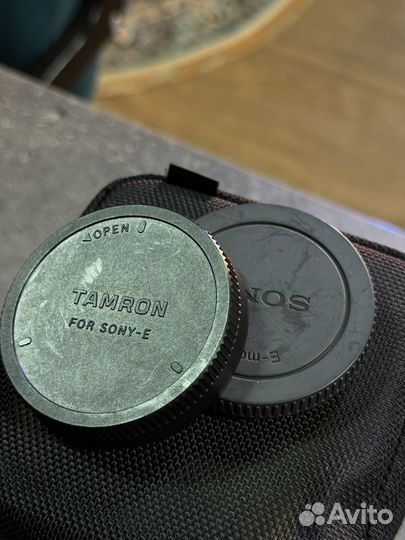 OPEN
TAMRON
FOR SONY-E
SONY
E-mo
Avito